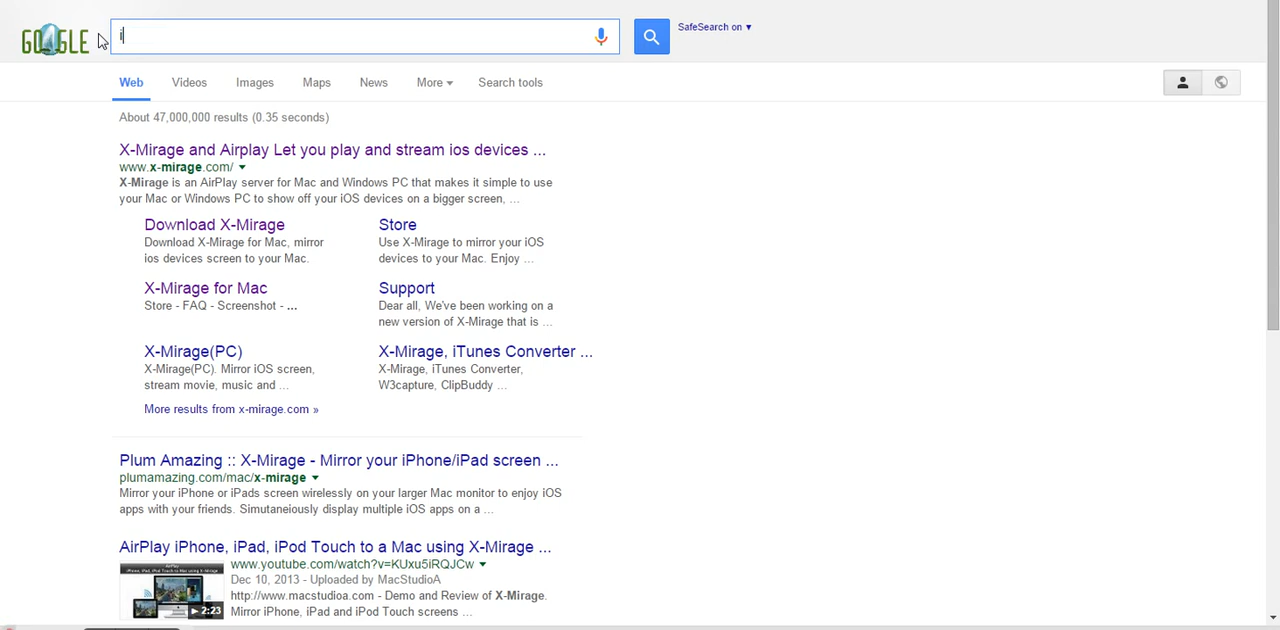 GOOGLE
i
SafeSearch on ▼
Web Videos Images Maps News More ▾ Search tools
About 47,000,000 results (0.35 seconds)
X-Mirage and Airplay Let you play and stream ios devices ...
www.x-mirage.com/ ▼
X-Mirage is an AirPlay server for Mac and Windows PC that makes it simple to use
your Mac or Windows PC to show off your iOS devices on a bigger screen, ...
Download X-Mirage
Download X-Mirage for Mac, mirror
ios devices screen to your Mac.
Store
Use X-Mirage to mirror your iOS
devices to your Mac. Enjoy ...
X-Mirage for Mac
Store - FAQ - Screenshot - ...
Support
Dear all, We've been working on a
new version of X-Mirage that is ...
X-Mirage(PC)
X-Mirage(PC). Mirror iOS screen,
stream movie, music and ...
X-Mirage, iTunes Converter ...
X-Mirage, iTunes Converter,
W3capture, ClipBuddy ...
More results from x-mirage.com »
Plum Amazing :: X-Mirage - Mirror your iPhone/iPad screen ...
plumamazing.com/mac/x-mirage ▼
Mirror your iPhone or iPads screen wirelessly on your larger Mac monitor to enjoy iOS
apps with your friends. Simutaneiously display multiple iOS apps on a ...
AirPlay iPhone, iPad, iPod Touch to a Mac using X-Mirage ...
www.youtube.com/watch?v=KUxu5iRQJCw ▼
Dec 10, 2013 - Uploaded by MacStudioA
http://www.macstudioa.com - Demo and Review of X-Mirage.
Mirror iPhone, iPad and iPod Touch screens ...
▶ 2:23